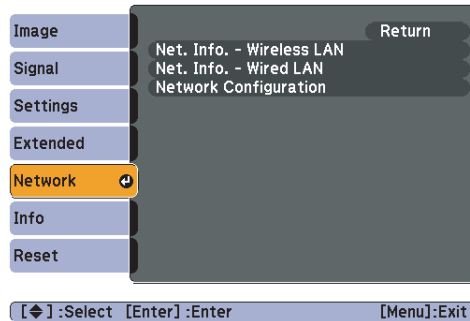 Image
Signal
Settings
Extended
Network
Info
Reset
Return
Net. Info. - Wireless LAN
Net. Info. - Wired LAN
Network Configuration
[] :Select [Enter] :Enter [Menu]:Exit